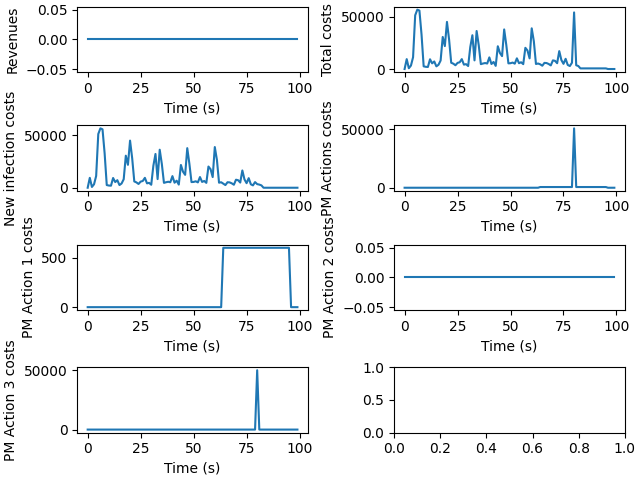 Revenues
0.05
0.00
−0.05
0 25 50 75 100
Time (s)
Total costs
50000
0
0 25 50 75 100
Time (s)
New infection costs
50000
0
0 25 50 75 100
Time (s)
PM Actions costs
50000
0
0 25 50 75 100
Time (s)
PM Action 1 costs
500
0
0 25 50 75 100
Time (s)
PM Action 2 costs
0.05
0.00
−0.05
0 25 50 75 100
Time (s)
PM Action 3 costs
50000
0
0 25 50 75 100
Time (s)
1.0
0.5
0.0
0.0 0.2 0.4 0.6 0.8 1.0